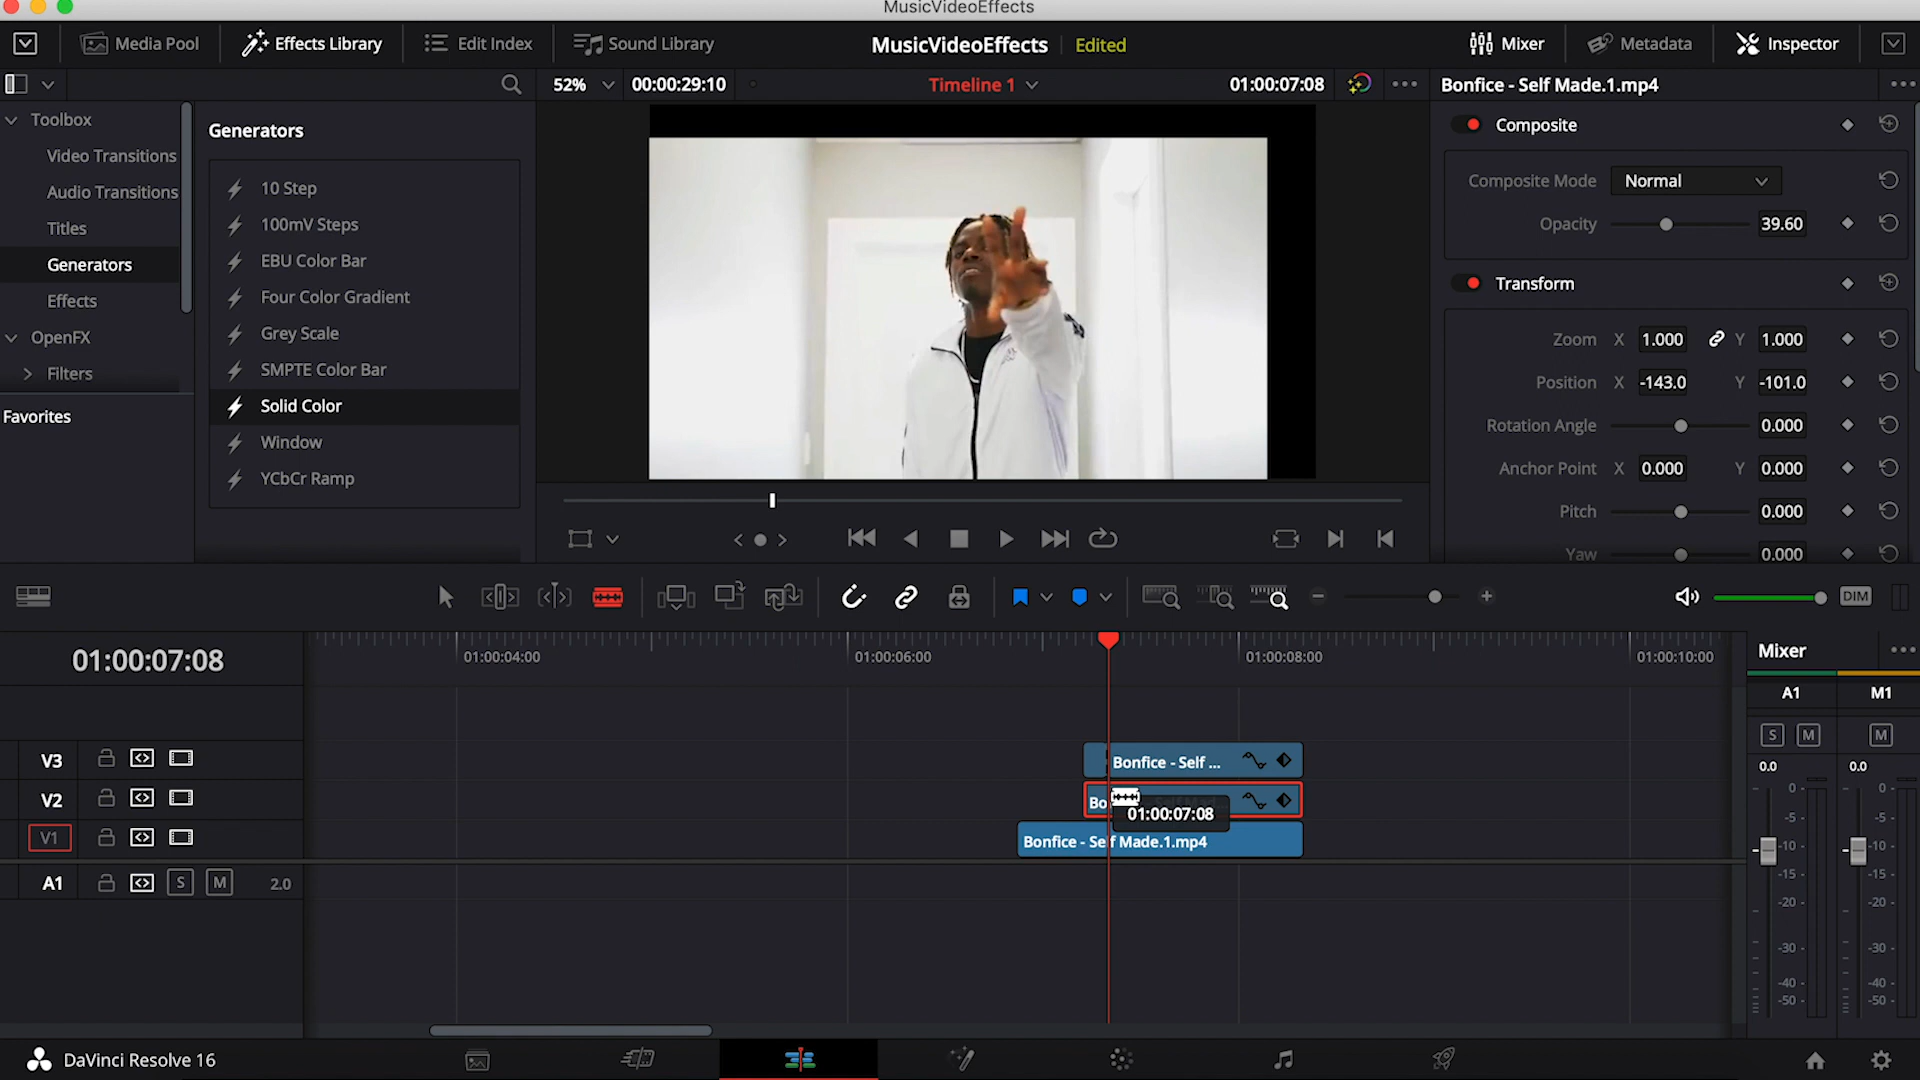 MusicVideoEffects
Media Pool
Effects Library
Edit Index
Sound Library
MusicVideoEffects
Edited
Mixer
Metadata
Inspector
52%
00:00:29:10
Timeline 1
01:00:07:08
Bonfice - Self Made.1.mp4
Toolbox
Video Transitions
Audio Transitions
Titles
Generators
Effects
OpenFX
Filters
Favorites
Generators
10 Step
100mV Steps
EBU Color Bar
Four Color Gradient
Grey Scale
SMPTE Color Bar
Solid Color
Window
YCbCr Ramp
Composite
Composite Mode Normal
Opacity 39.60
Transform
Zoom X 1.000 Y 1.000
Position X -143.0 Y -101.0
Rotation Angle 0.000
Anchor Point X 0.000 Y 0.000
Pitch 0.000
Yaw 0.000
DIM
01:00:07:08
01:00:04:00
01:00:06:00
01:00:08:00
01:00:10:00
V3
Bonfice - Self ...
V2
Bo
01:00:07:08
V1
Bonfice - Self Made.1.mp4
A1 S M 2.0
Mixer
A1 M1
S M M
0.0 0.0
0- 0-
-5- -5-
-10- -10-
-15- -15-
-20- -20-
-30- -30-
-40- -40-
-50- -50-
DaVinci Resolve 16